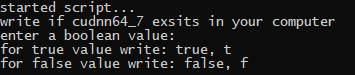 started script...
write if cudnn64_7 exsits in your computer
enter a boolean value:
for true value write: true, t
for false value write: false, f